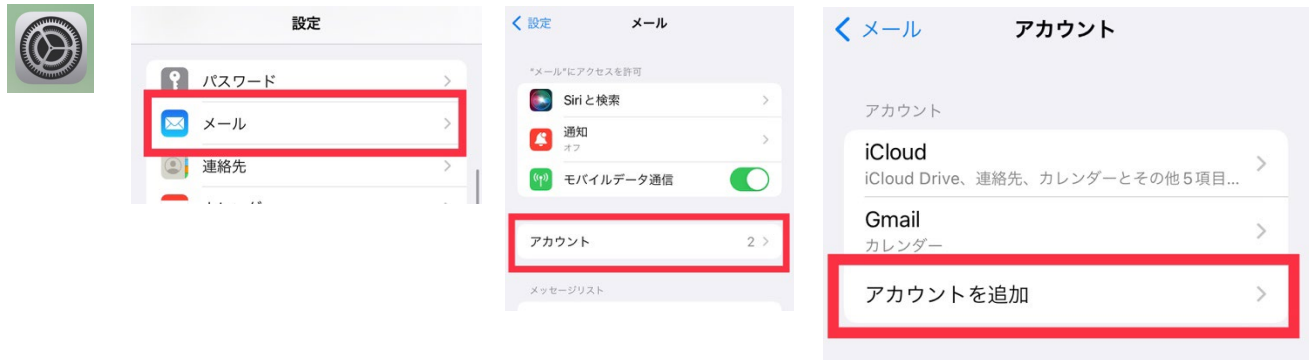 設定
パスワード
メール
連絡先
設定
メール
"メール"にアクセスを許可
Siriと検索
通知
オフ
モバイルデータ通信
アカウント
2
メッセージリスト
メール
アカウント
アカウント
iCloud
iCloud Drive、連絡先、カレンダーとその他5項目...
Gmail
カレンダー
アカウントを追加